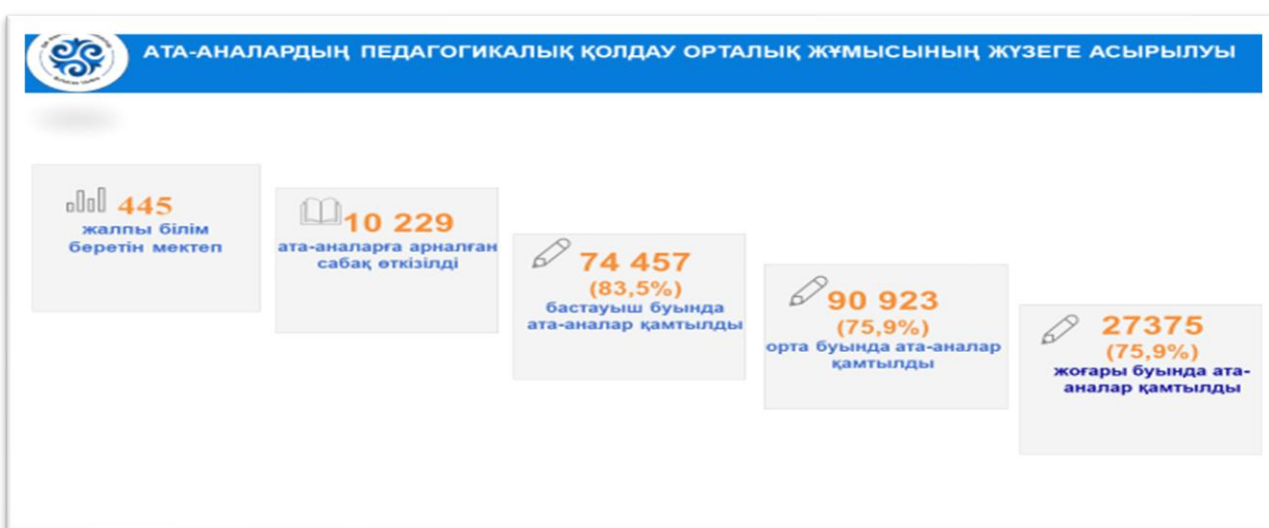 АТА-АНАЛАРДЫҢ ПЕДАГОГИКАЛЫҚ ҚОЛДАУ ОРТАЛЫҚ ЖҰМЫСЫНЫҢ ЖҮЗЕГЕ АСЫРЫЛУЫ
445
жалпы білім
беретін мектеп
10 229
ата-аналарға арналған
сабақ өткізілді
74 457
(83,5%)
бастауыш буында
ата-аналар қамтылды
90 923
(75,9%)
орта буында ата-аналар
қамтылды
27375
(75,9%)
жоғары буында ата-
аналар қамтылды